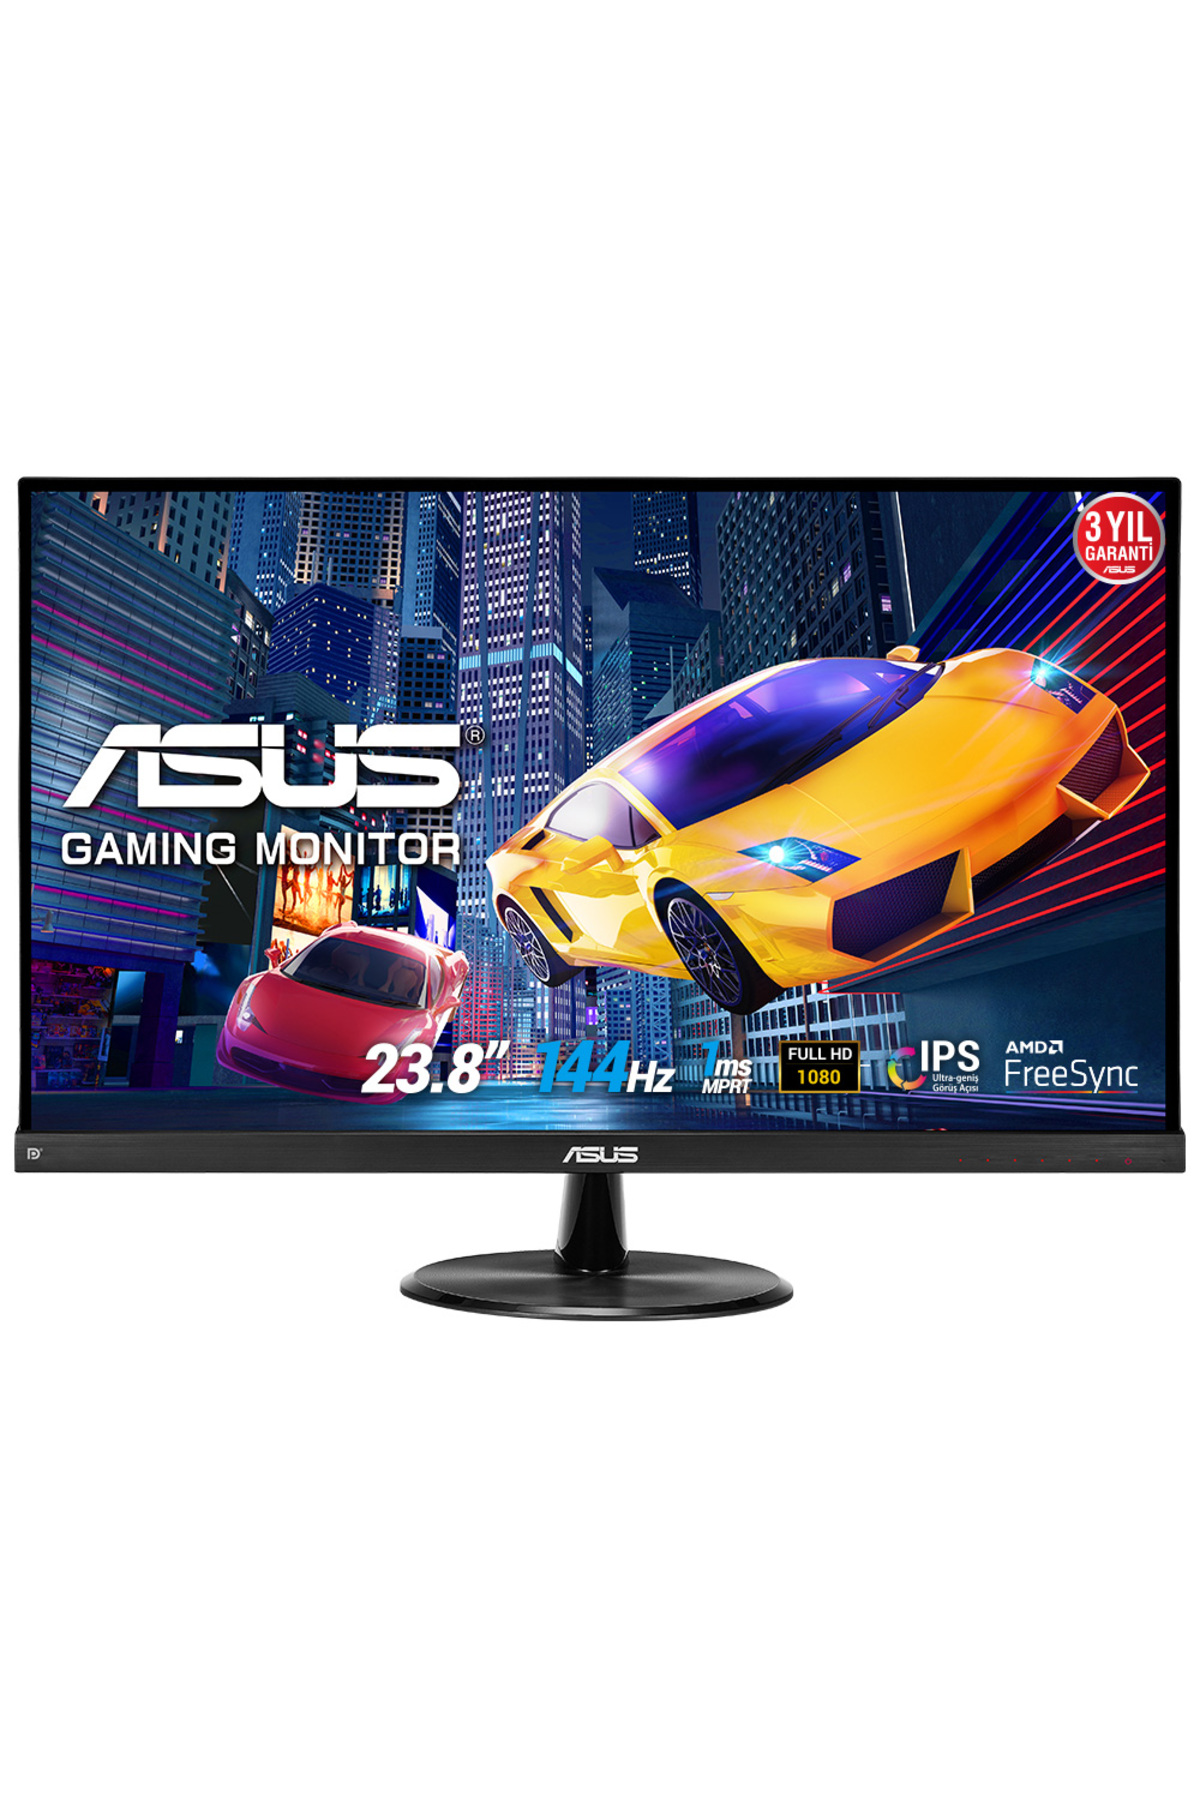 3 YIL
GARANTİ
ASUS
ASUS®
GAMING MONITOR
23.8” 144Hz 1ms
MPRT
FULL HD
1080
IPS
Ultra-geniş
Görüş Açısı
AMD
FreeSync
ASUS